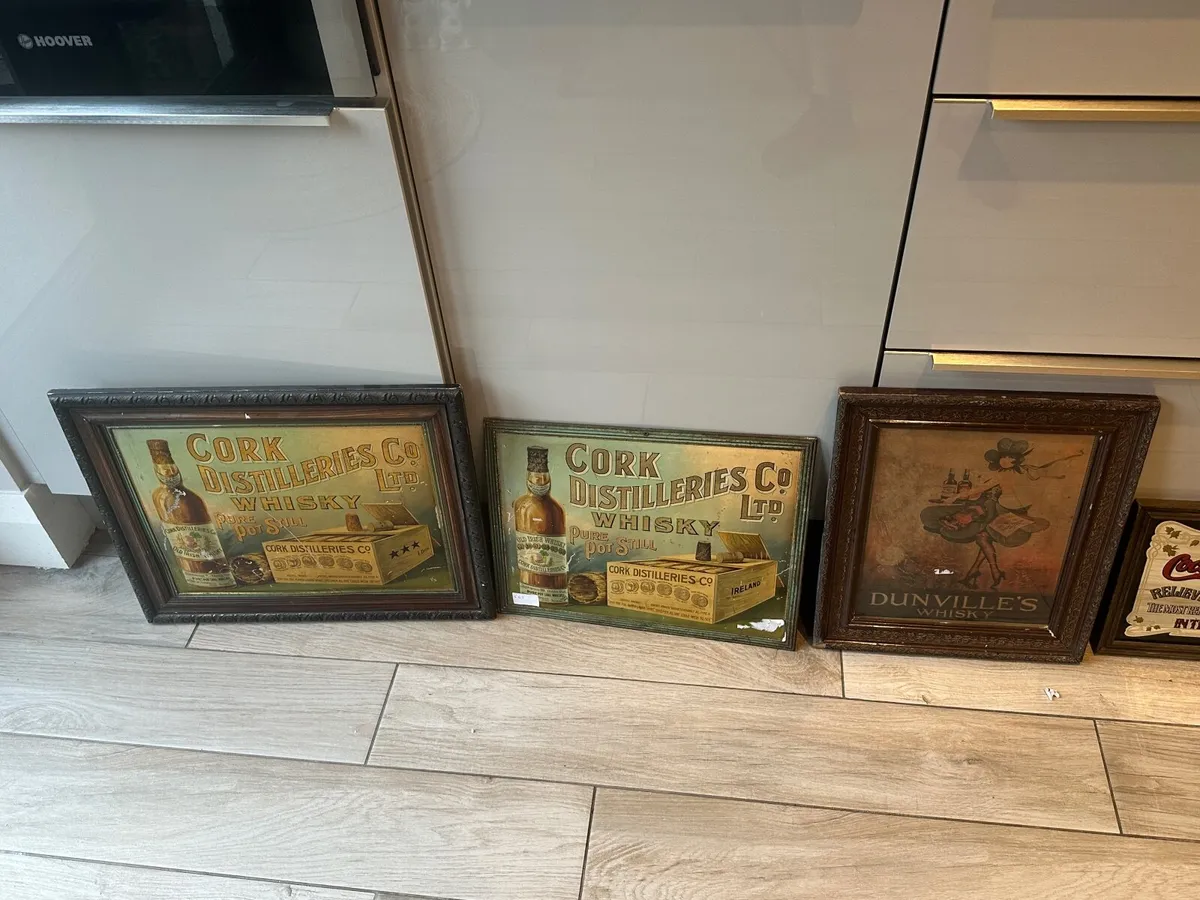 HOOVER
CORK
DISTILLERIES Co
LTD
WHISKY
PURE
POT STILL
CORK DISTILLERIES Co
CORK
DISTILLERIES Co
LTD
WHISKY
PURE
POT STILL
CORK DISTILLERIES Co
IRELAND
DUNVILLE'S
WHISKY